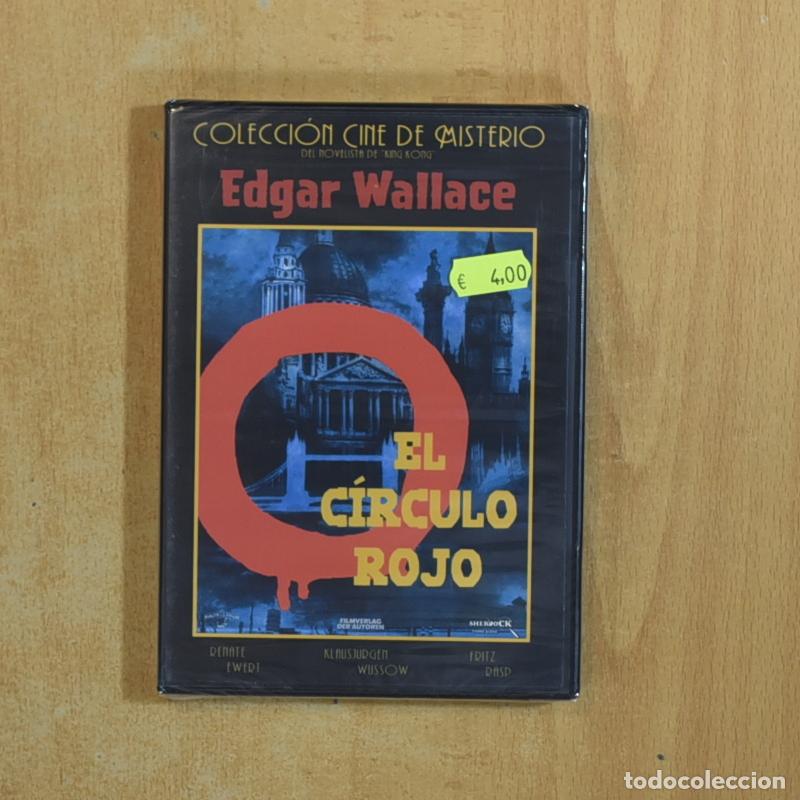 COLECCIÓN CINE DE MISTERIO
DEL NOVELISTA DE "KING KONG"
Edgar Wallace
€ 4,00
EL
CÍRCULO
ROJO
FILMVERLAG
DER AUTOREN
SHERLOCK
RENATE
EWERT
KLAUSJURGEN
WUSSOW
FRITZ
RASP
todocoleccion